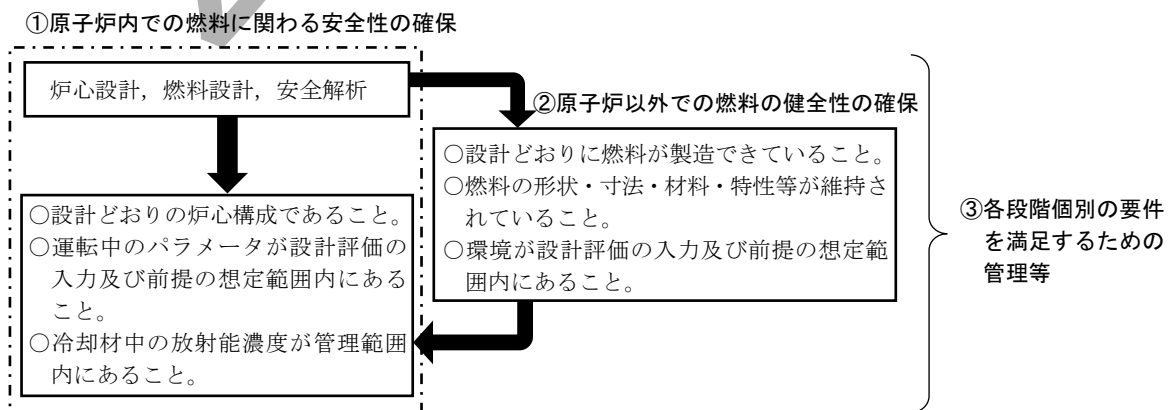 ①原子炉内での燃料に関わる安全性の確保
炉心設計，燃料設計，安全解析
②原子炉以外での燃料の健全性の確保
○設計どおりに燃料が製造できていること。
○燃料の形状・寸法・材料・特性等が維持さ
れていること。
○環境が設計評価の入力及び前提の想定範
囲内にあること。
○設計どおりの炉心構成であること。
○運転中のパラメータが設計評価の
入力及び前提の想定範囲内にある
こと。
○冷却材中の放射能濃度が管理範囲
内にあること。
③各段階個別の要件
を満足するための
管理等